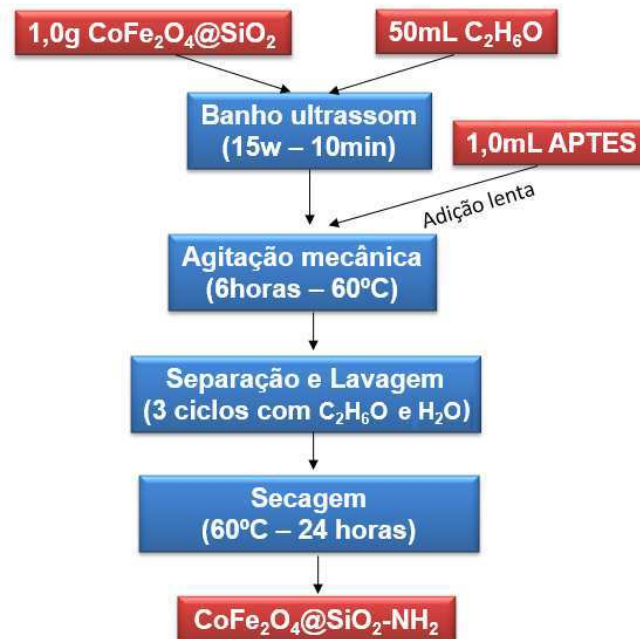 1,0g CoFe₂O₄@SiO₂
50mL C₂H₆O
Banho ultrassom
(15w – 10min)
1,0mL APTES
Adição lenta
Agitação mecânica
(6horas – 60ºC)
Separação e Lavagem
(3 ciclos com C₂H₆O e H₂O)
Secagem
(60ºC – 24 horas)
CoFe₂O₄@SiO₂-NH₂